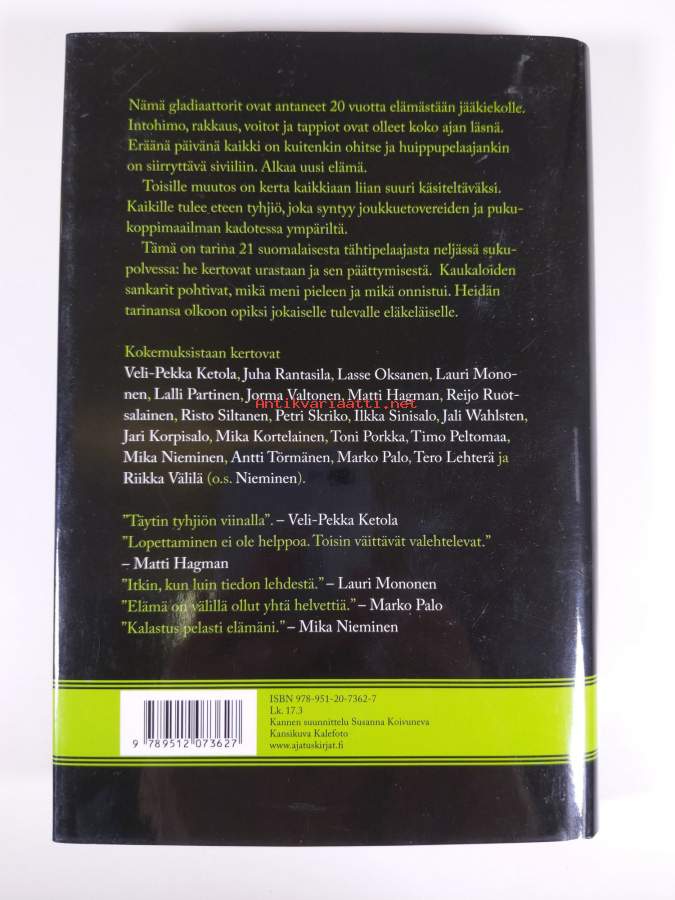 Nämä gladiaattorit ovat antaneet 20 vuotta elämästään jääkiekolle.
Intohimo, rakkaus, voitot ja tappiot ovat olleet koko ajan läsnä.
Eräänä päivänä kaikki on kuitenkin ohitse ja huippupelaajankin
on siirryttävä siviiliin. Alkaa uusi elämä.
Toisille muutos on kerta kaikkiaan liian suuri käsiteltäväksi.
Kaikille tulee eteen tyhjiö, joka syntyy joukkuetovereiden ja puku-
koppimaailman kadotessa ympäriltä.
Tämä on tarina 21 suomalaisesta tähtipelaajasta neljässä suku-
polvessa: he kertovat urastaan ja sen päättymisestä. Kaukaloiden
sankarit pohtivat, mikä meni pieleen ja mikä onnistui. Heidän
tarinansa olkoon opiksi jokaiselle tulevalle eläkeläiselle.
Kokemuksistaan kertovat
Veli-Pekka Ketola, Juha Rantasila, Lasse Oksanen, Lauri Mono-
nen, Lalli Partinen, Jorma Valtonen, Matti Hagman, Reijo Ruot-
Antikvariaatti.net
salainen, Risto Siltanen, Petri Skriko, Ilkka Sinisalo, Jali Wahlsten,
Jari Korpisalo, Mika Kortelainen, Toni Porkka, Timo Peltomaa,
Mika Nieminen, Antti Törmänen, Marko Palo, Tero Lehterä ja
Riikka Välilä (o.s. Nieminen).
"Täytin tyhjiön viinalla". – Veli-Pekka Ketola
"Lopettaminen ei ole helppoa. Toisin väittävät valehtelevat."
– Matti Hagman
"Itkin, kun luin tiedon lehdestä." – Lauri Mononen
"Elämä on välillä ollut yhtä helvettiä." – Marko Palo
"Kalastus pelasti elämäni." – Mika Nieminen
ISBN 978-951-20-7362-7
Lk. 17.3
Kannen suunnittelu Susanna Koivuneva
Kansikuva Kalefoto
www.ajatuskirjat.fi
9 789512 073627